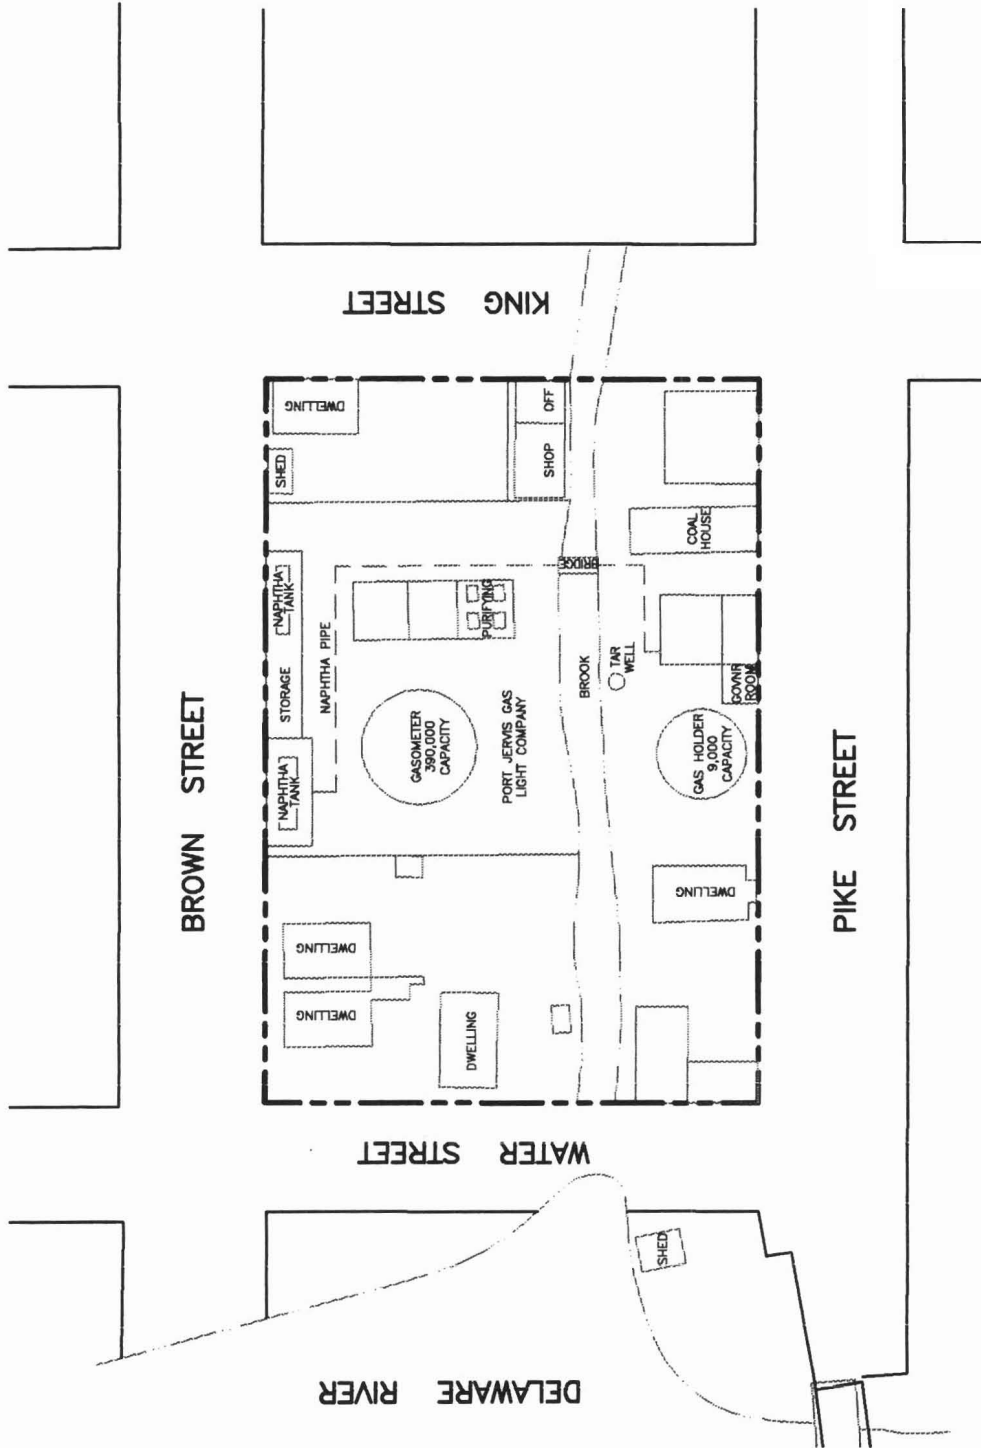 KING STREET
DWELLING
SHED
OFF
SHOP
COAL
HOUSE
BRIDGE
NAPHTHA
TANK
PURIFYING
NAPHTHA PIPE
STORAGE
BROOK
TAR
WELL
GOVNR
ROOM
BROWN STREET
GASOMETER
390,000
CAPACITY
PORT JERVIS GAS
LIGHT COMPANY
GAS HOLDER
9,000
CAPACITY
NAPHTHA
TANK
PIKE STREET
DWELLING
DWELLING
DWELLING
DWELLING
WATER STREET
SHED
DELAWARE RIVER